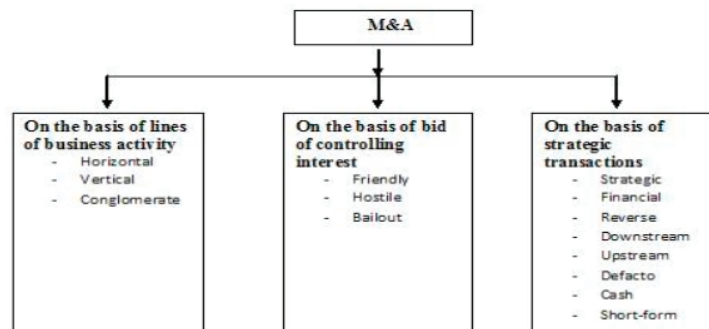 M&A
On the basis of lines
of business activity
- Horizontal
- Vertical
- Conglomerate
On the basis of bid
of controlling
interest
- Friendly
- Hostile
- Bailout
On the basis of
strategic
transactions
- Strategic
- Financial
- Reverse
- Downstream
- Upstream
- Defacto
- Cash
- Short-form